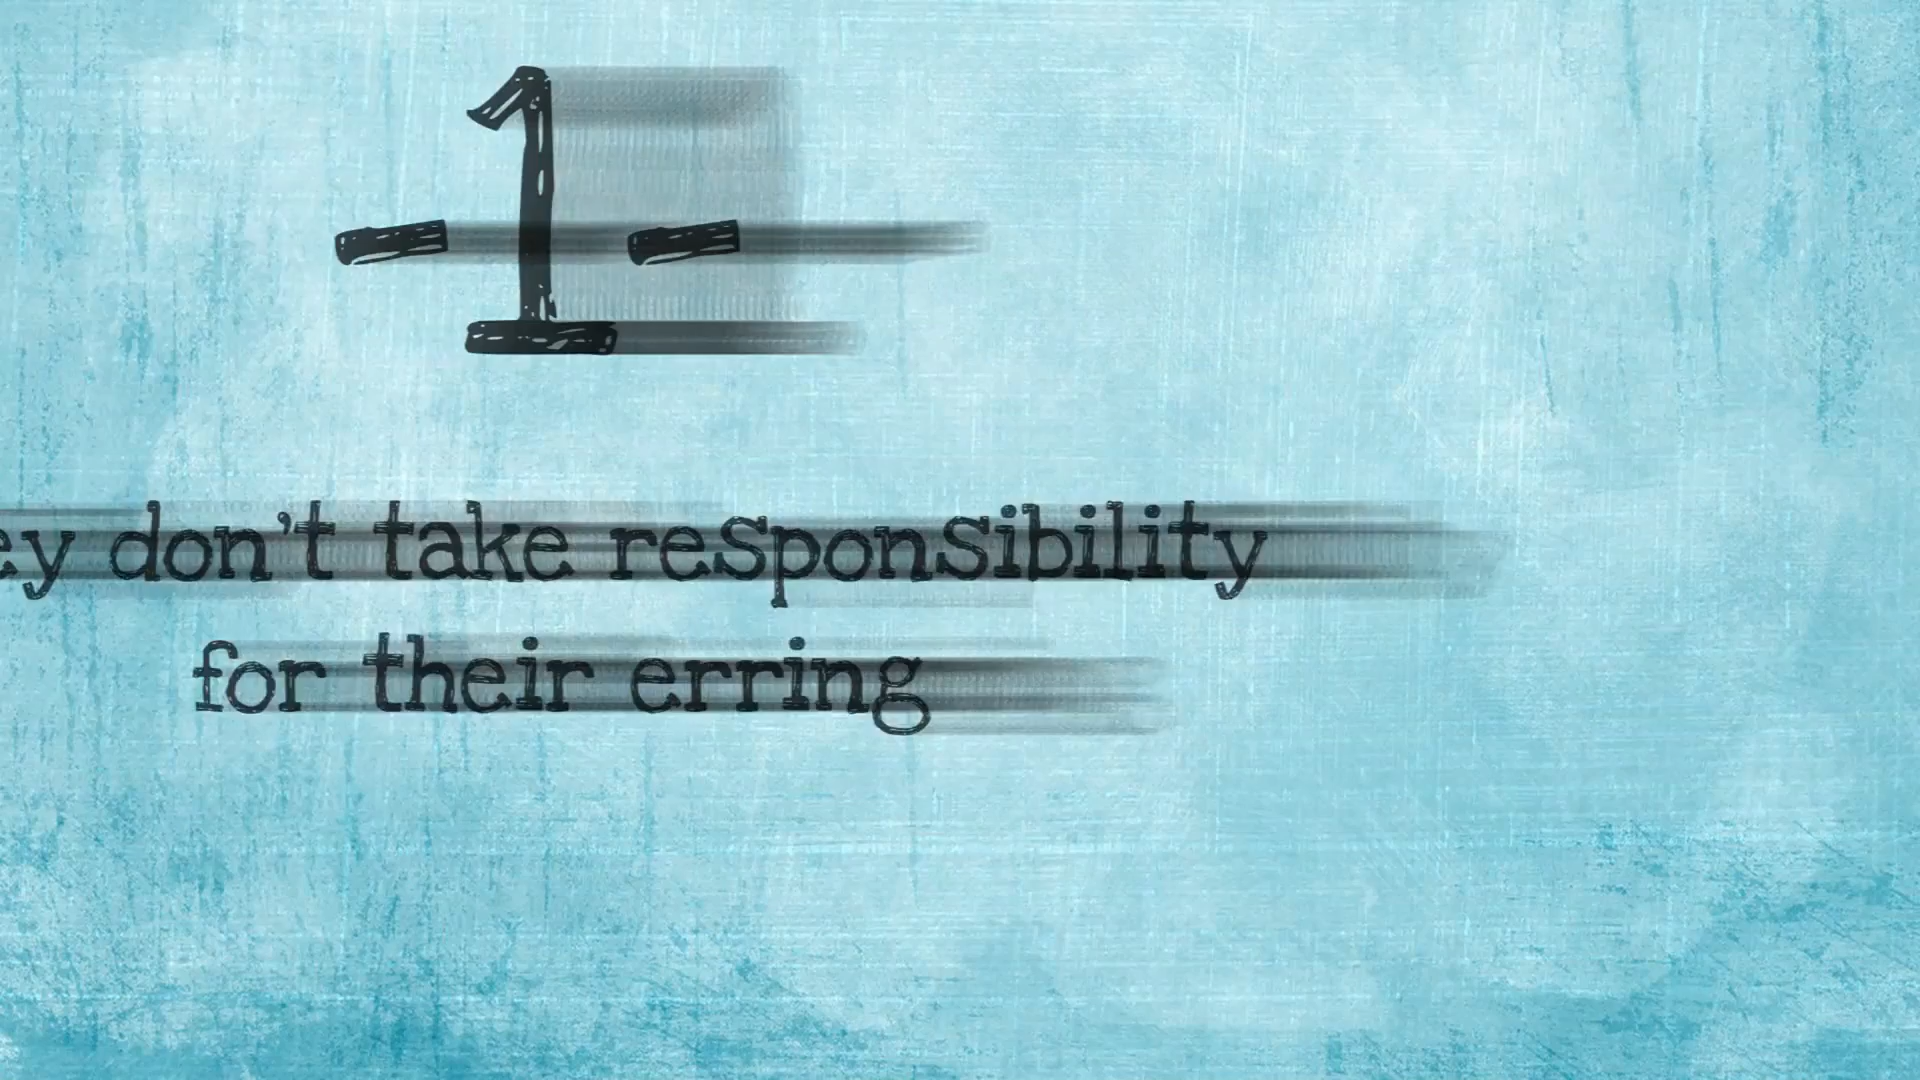 - 1 -
ey don't take responsibility
for their erring